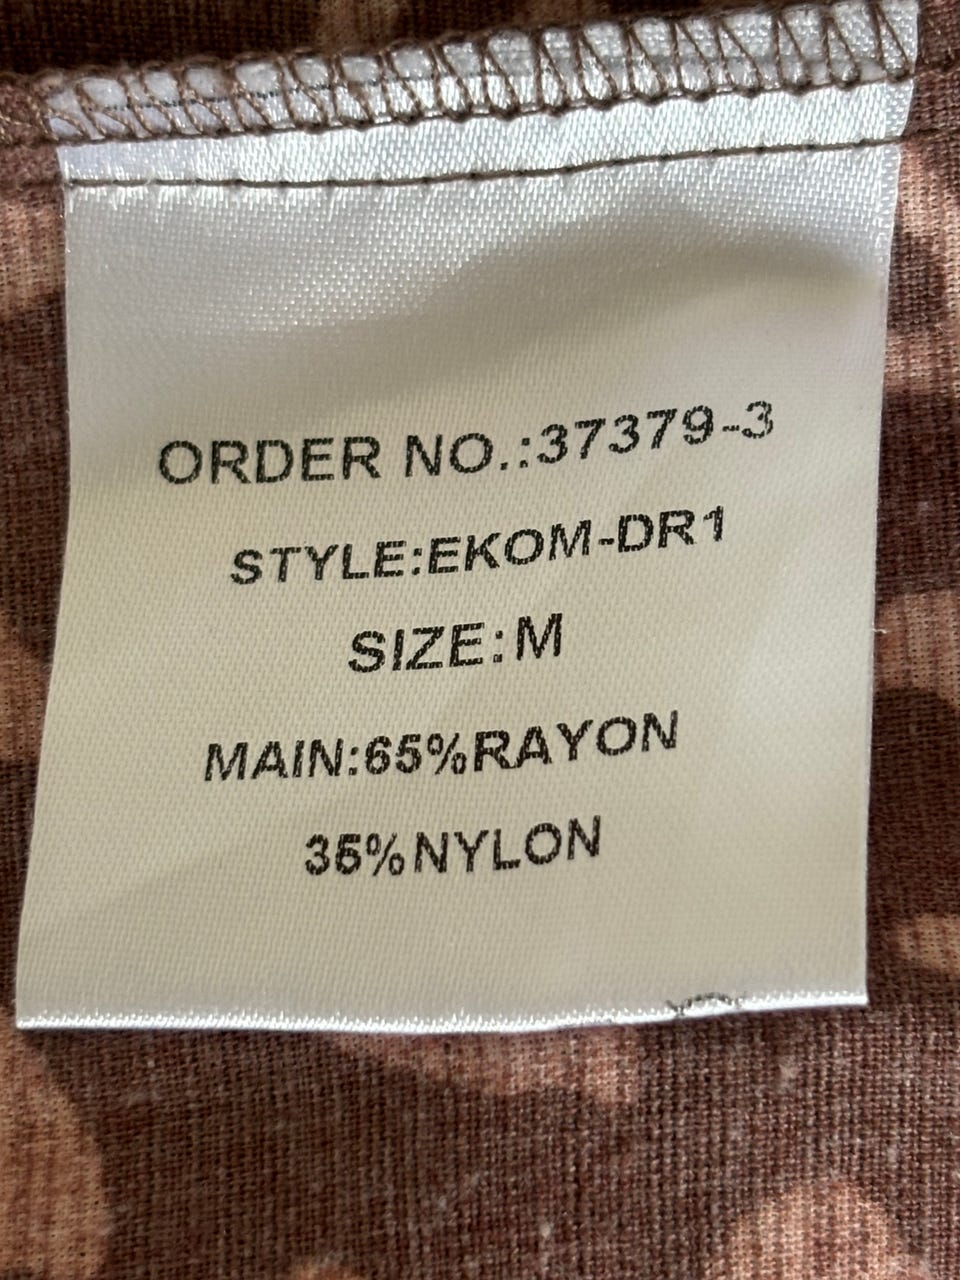 ORDER NO.:37379-3
STYLE:EKOM-DR1
SIZE:M
MAIN:65%RAYON
35%NYLON